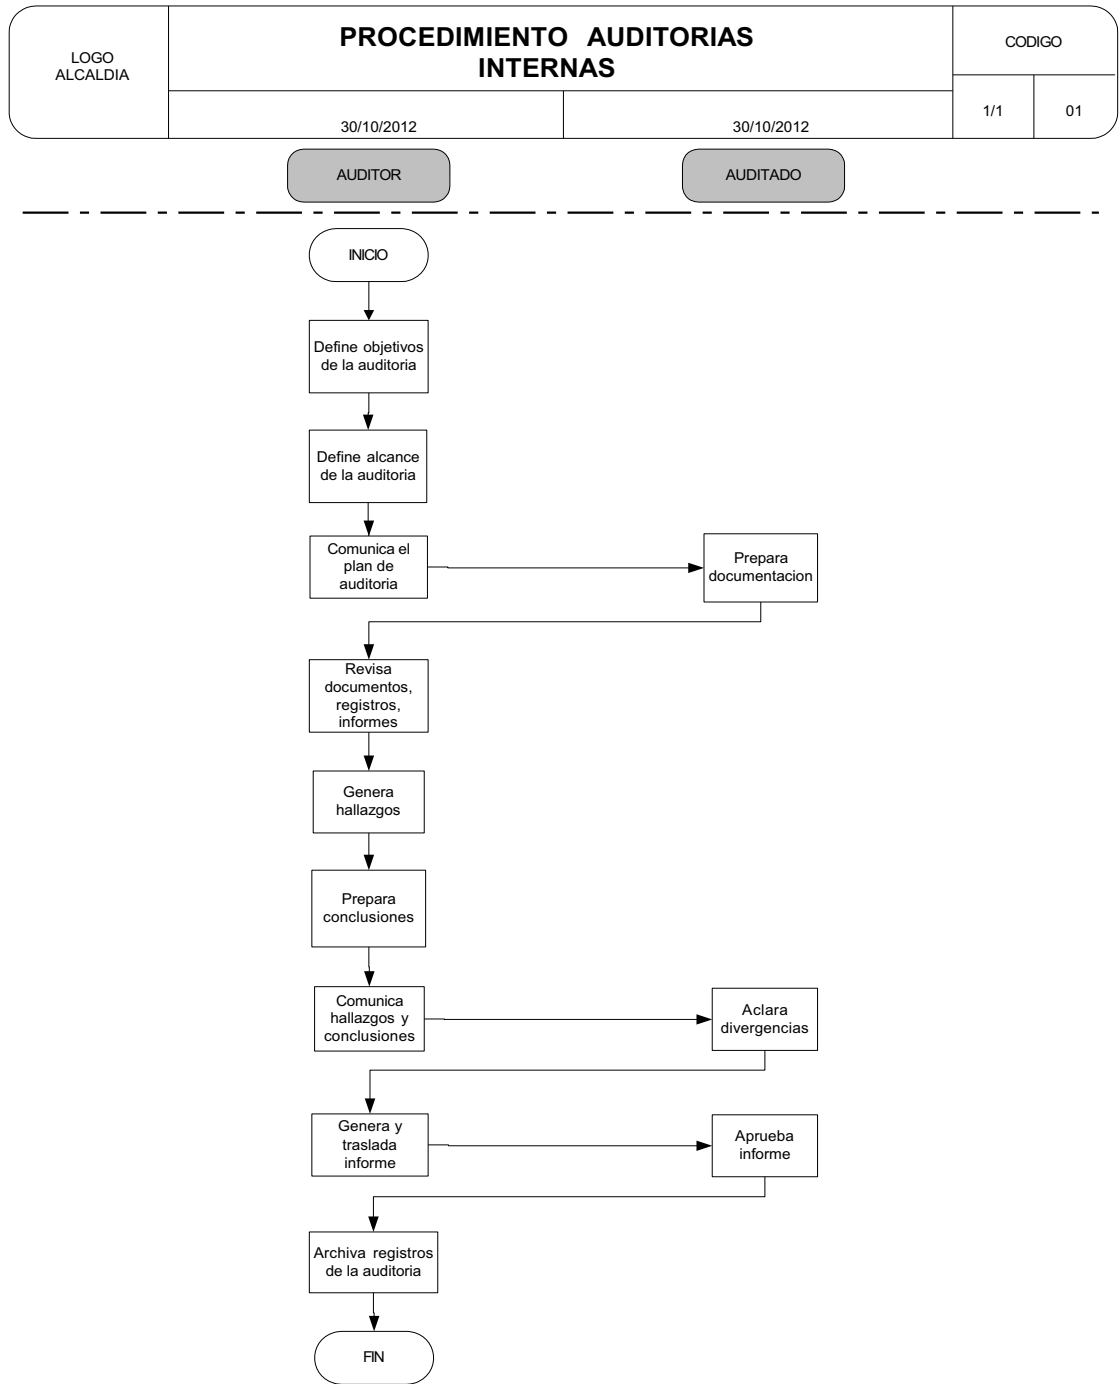 LOGO
ALCALDIA
PROCEDIMIENTO AUDITORIAS
INTERNAS
CODIGO
30/10/2012
30/10/2012
1/1
01
AUDITOR
AUDITADO
INICIO
Define objetivos
de la auditoria
Define alcance
de la auditoria
Comunica el
plan de
auditoria
Prepara
documentacion
Revisa
documentos,
registros,
informes
Genera
hallazgos
Prepara
conclusiones
Comunica
hallazgos y
conclusiones
Aclara
divergencias
Genera y
traslada
informe
Aprueba
informe
Archiva registros
de la auditoria
FIN